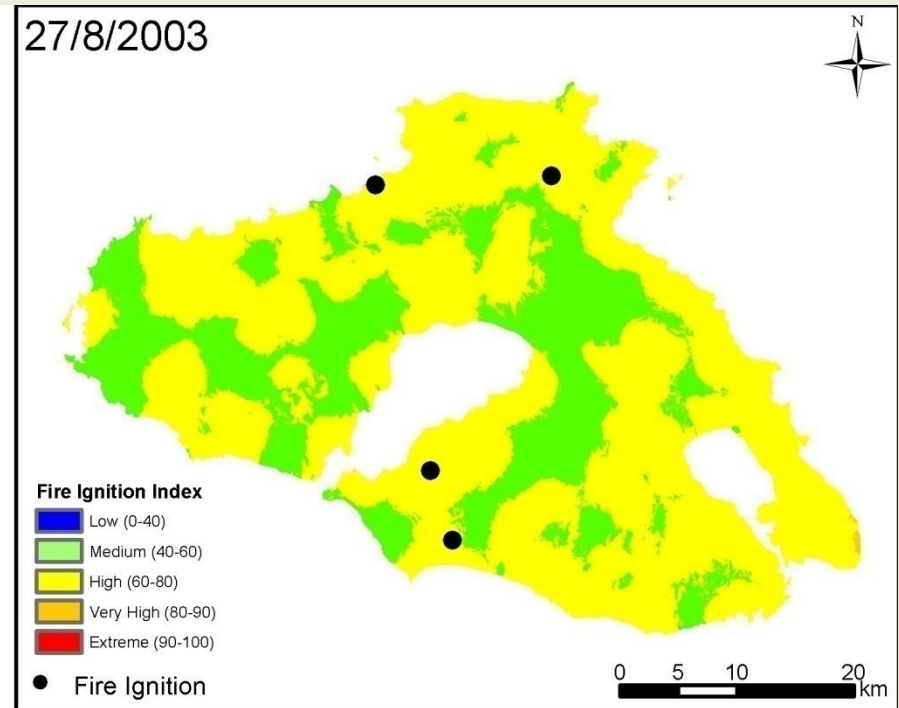 27/8/2003
N
Fire Ignition Index
Low (0-40)
Medium (40-60)
High (60-80)
Very High (80-90)
Extreme (90-100)
Fire Ignition
0 5 10 20
km